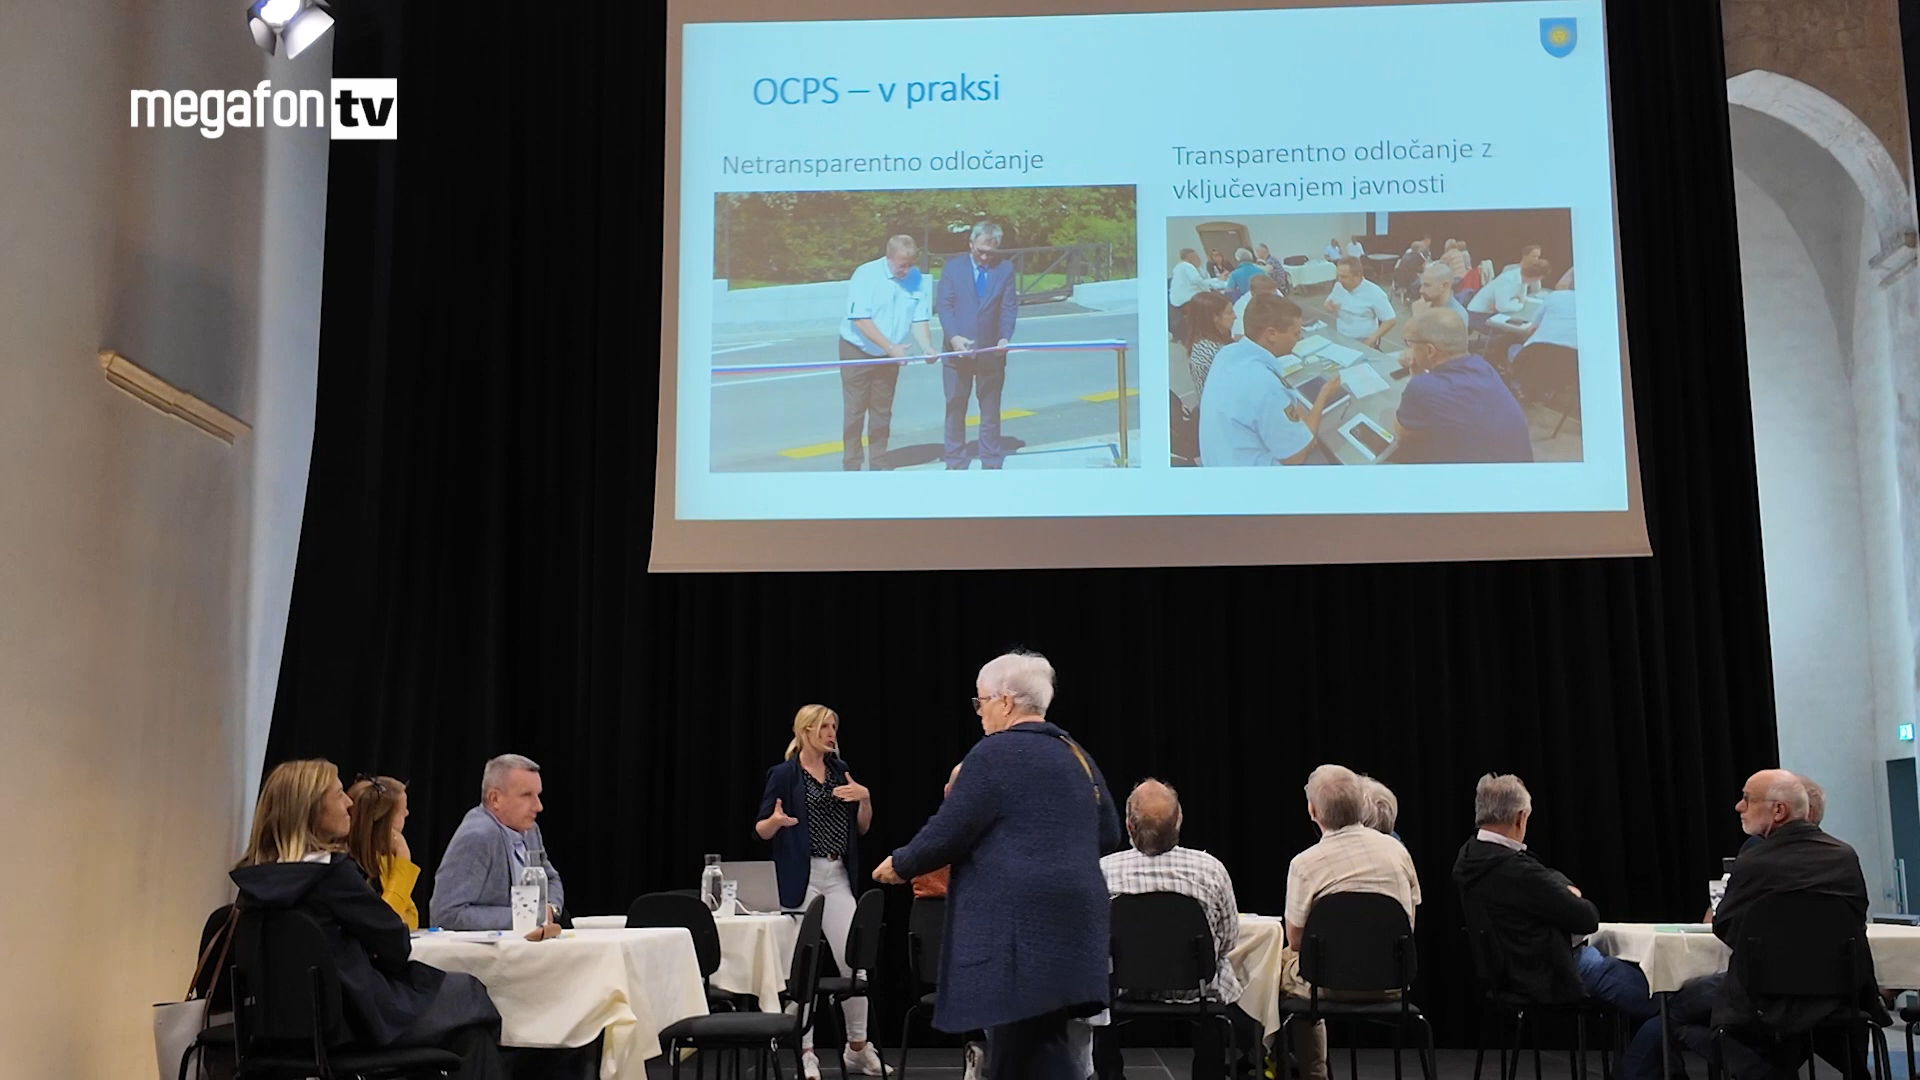 megafon tv
OCPS – v praksi
Netransparentno odločanje
Transparentno odločanje z
vključevanjem javnosti